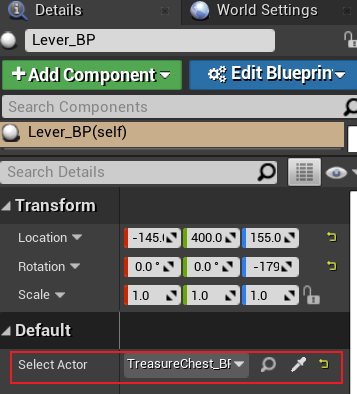 Details
World Settings
Lever_BP
+Add Component
Edit Blueprin
Search Components
Lever_BP(self)
Search Details
Transform
Location -145.( 400.0 155.0
Rotation 0.0 ° 0.0 ° -179
Scale 1.0 1.0 1.0
Default
Select Actor TreasureChest_BF